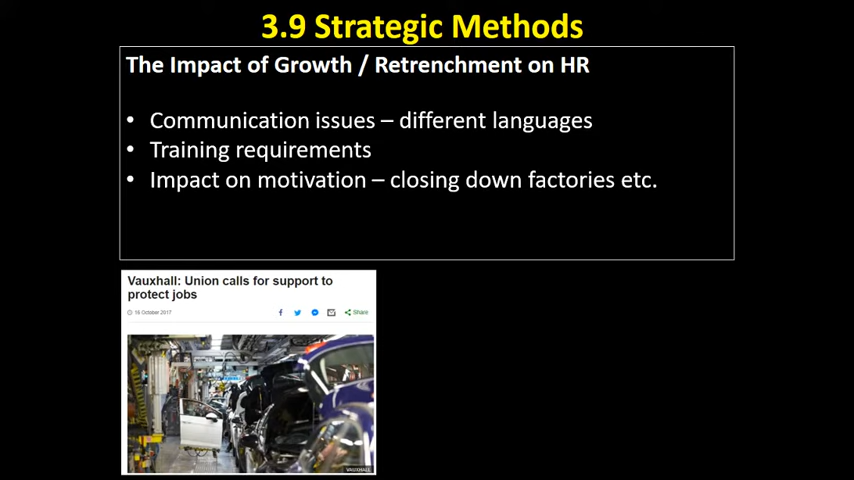 3.9 Strategic Methods
The Impact of Growth / Retrenchment on HR
• Communication issues – different languages
• Training requirements
• Impact on motivation – closing down factories etc.
Vauxhall: Union calls for support to
protect jobs
16 October 2017
Share
VAUXHALL